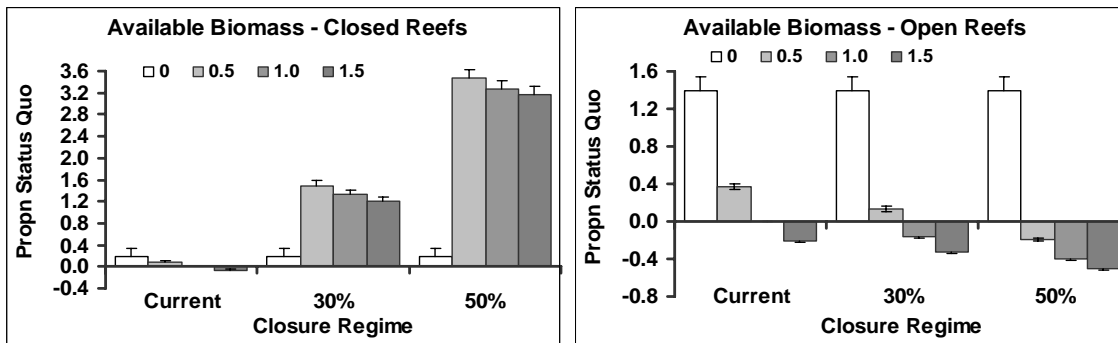 Available Biomass - Closed Reefs
0 0.5 1.0 1.5
Propn Status Quo
3.6
3.2
2.8
2.4
2.0
1.6
1.2
0.8
0.4
0.0
-0.4
Current 30% 50%
Closure Regime
Available Biomass - Open Reefs
0 0.5 1.0 1.5
Propn Status Quo
1.6
1.2
0.8
0.4
0.0
-0.4
-0.8
Current 30% 50%
Closure Regime